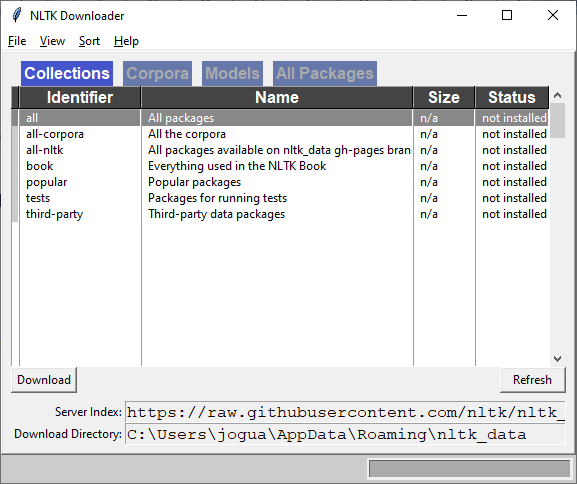 NLTK Downloader
File View Sort Help
Collections Corpora Models All Packages
Identifier Name Size Status
all All packages n/a not installed
all-corpora All the corpora n/a not installed
all-nltk All packages available on nltk_data gh-pages bran n/a not installed
book Everything used in the NLTK Book n/a not installed
popular Popular packages n/a not installed
tests Packages for running tests n/a not installed
third-party Third-party data packages n/a not installed
Download Refresh
Server Index: https://raw.githubusercontent.com/nltk/nltk_
Download Directory: C:\Users\jogua\AppData\Roaming\nltk_data